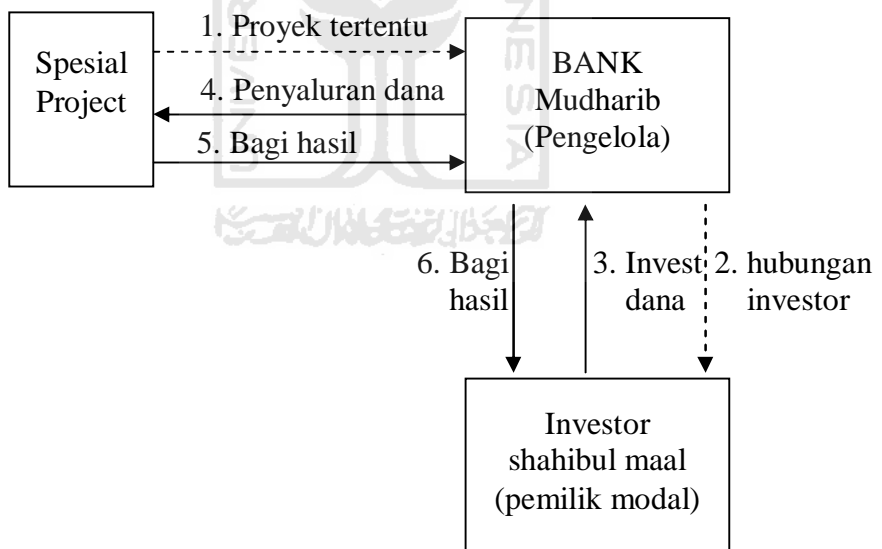 1. Proyek tertentu
Spesial
Project
BANK
Mudharib
(Pengelola)
4. Penyaluran dana
5. Bagi hasil
6. Bagi
hasil
3. Invest
dana
2. hubungan
investor
Investor
shahibul maal
(pemilik modal)